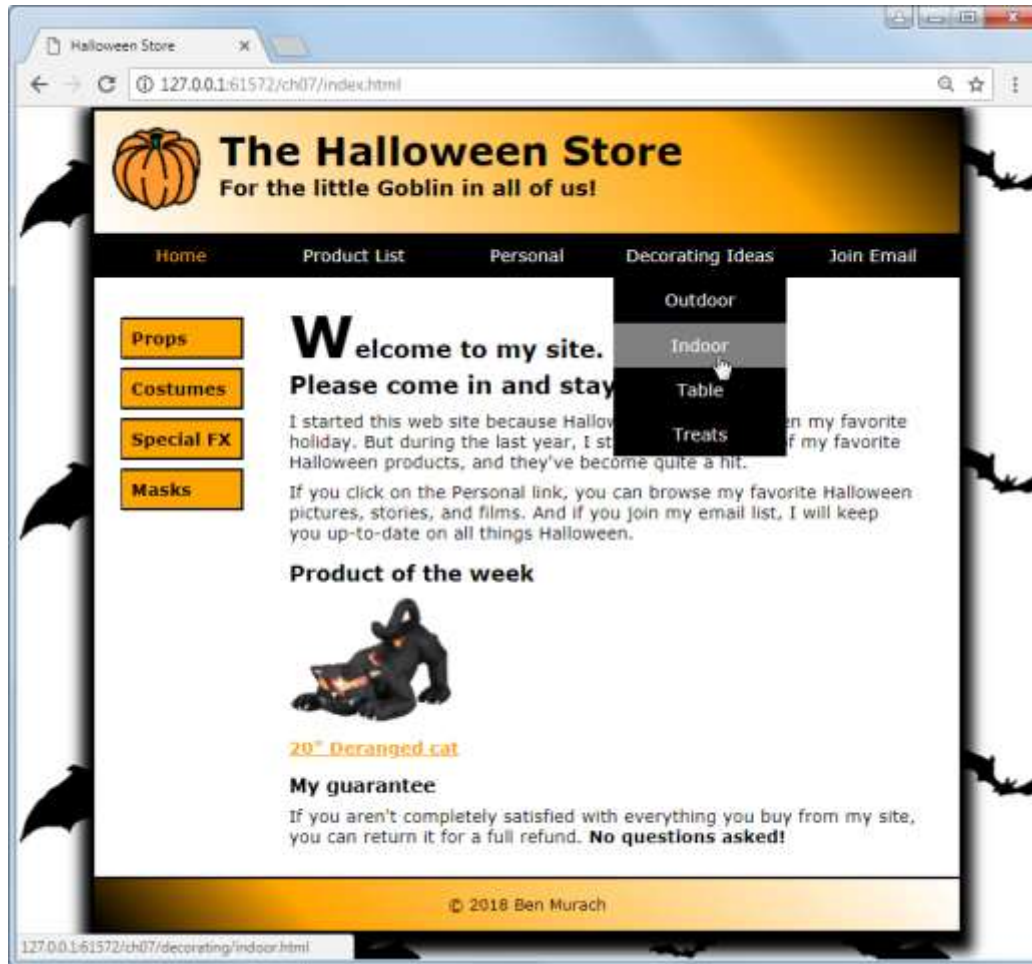 Halloween Store
127.0.0.1:61572/ch07/index.html
The Halloween Store
For the little Goblin in all of us!
Home Product List Personal Decorating Ideas Join Email
Outdoor
Indoor
Table
Treats
Props
Costumes
Special FX
Masks
Welcome to my site.
Please come in and stay
I started this web site because Hallow n my favorite
holiday. But during the last year, I st f my favorite
Halloween products, and they've become quite a hit.
If you click on the Personal link, you can browse my favorite Halloween
pictures, stories, and films. And if you join my email list, I will keep
you up-to-date on all things Halloween.
Product of the week
20" Deranged cat
My guarantee
If you aren't completely satisfied with everything you buy from my site,
you can return it for a full refund. No questions asked!
© 2018 Ben Murach
127.0.0.1:61572/ch07/decorating/indoor.html